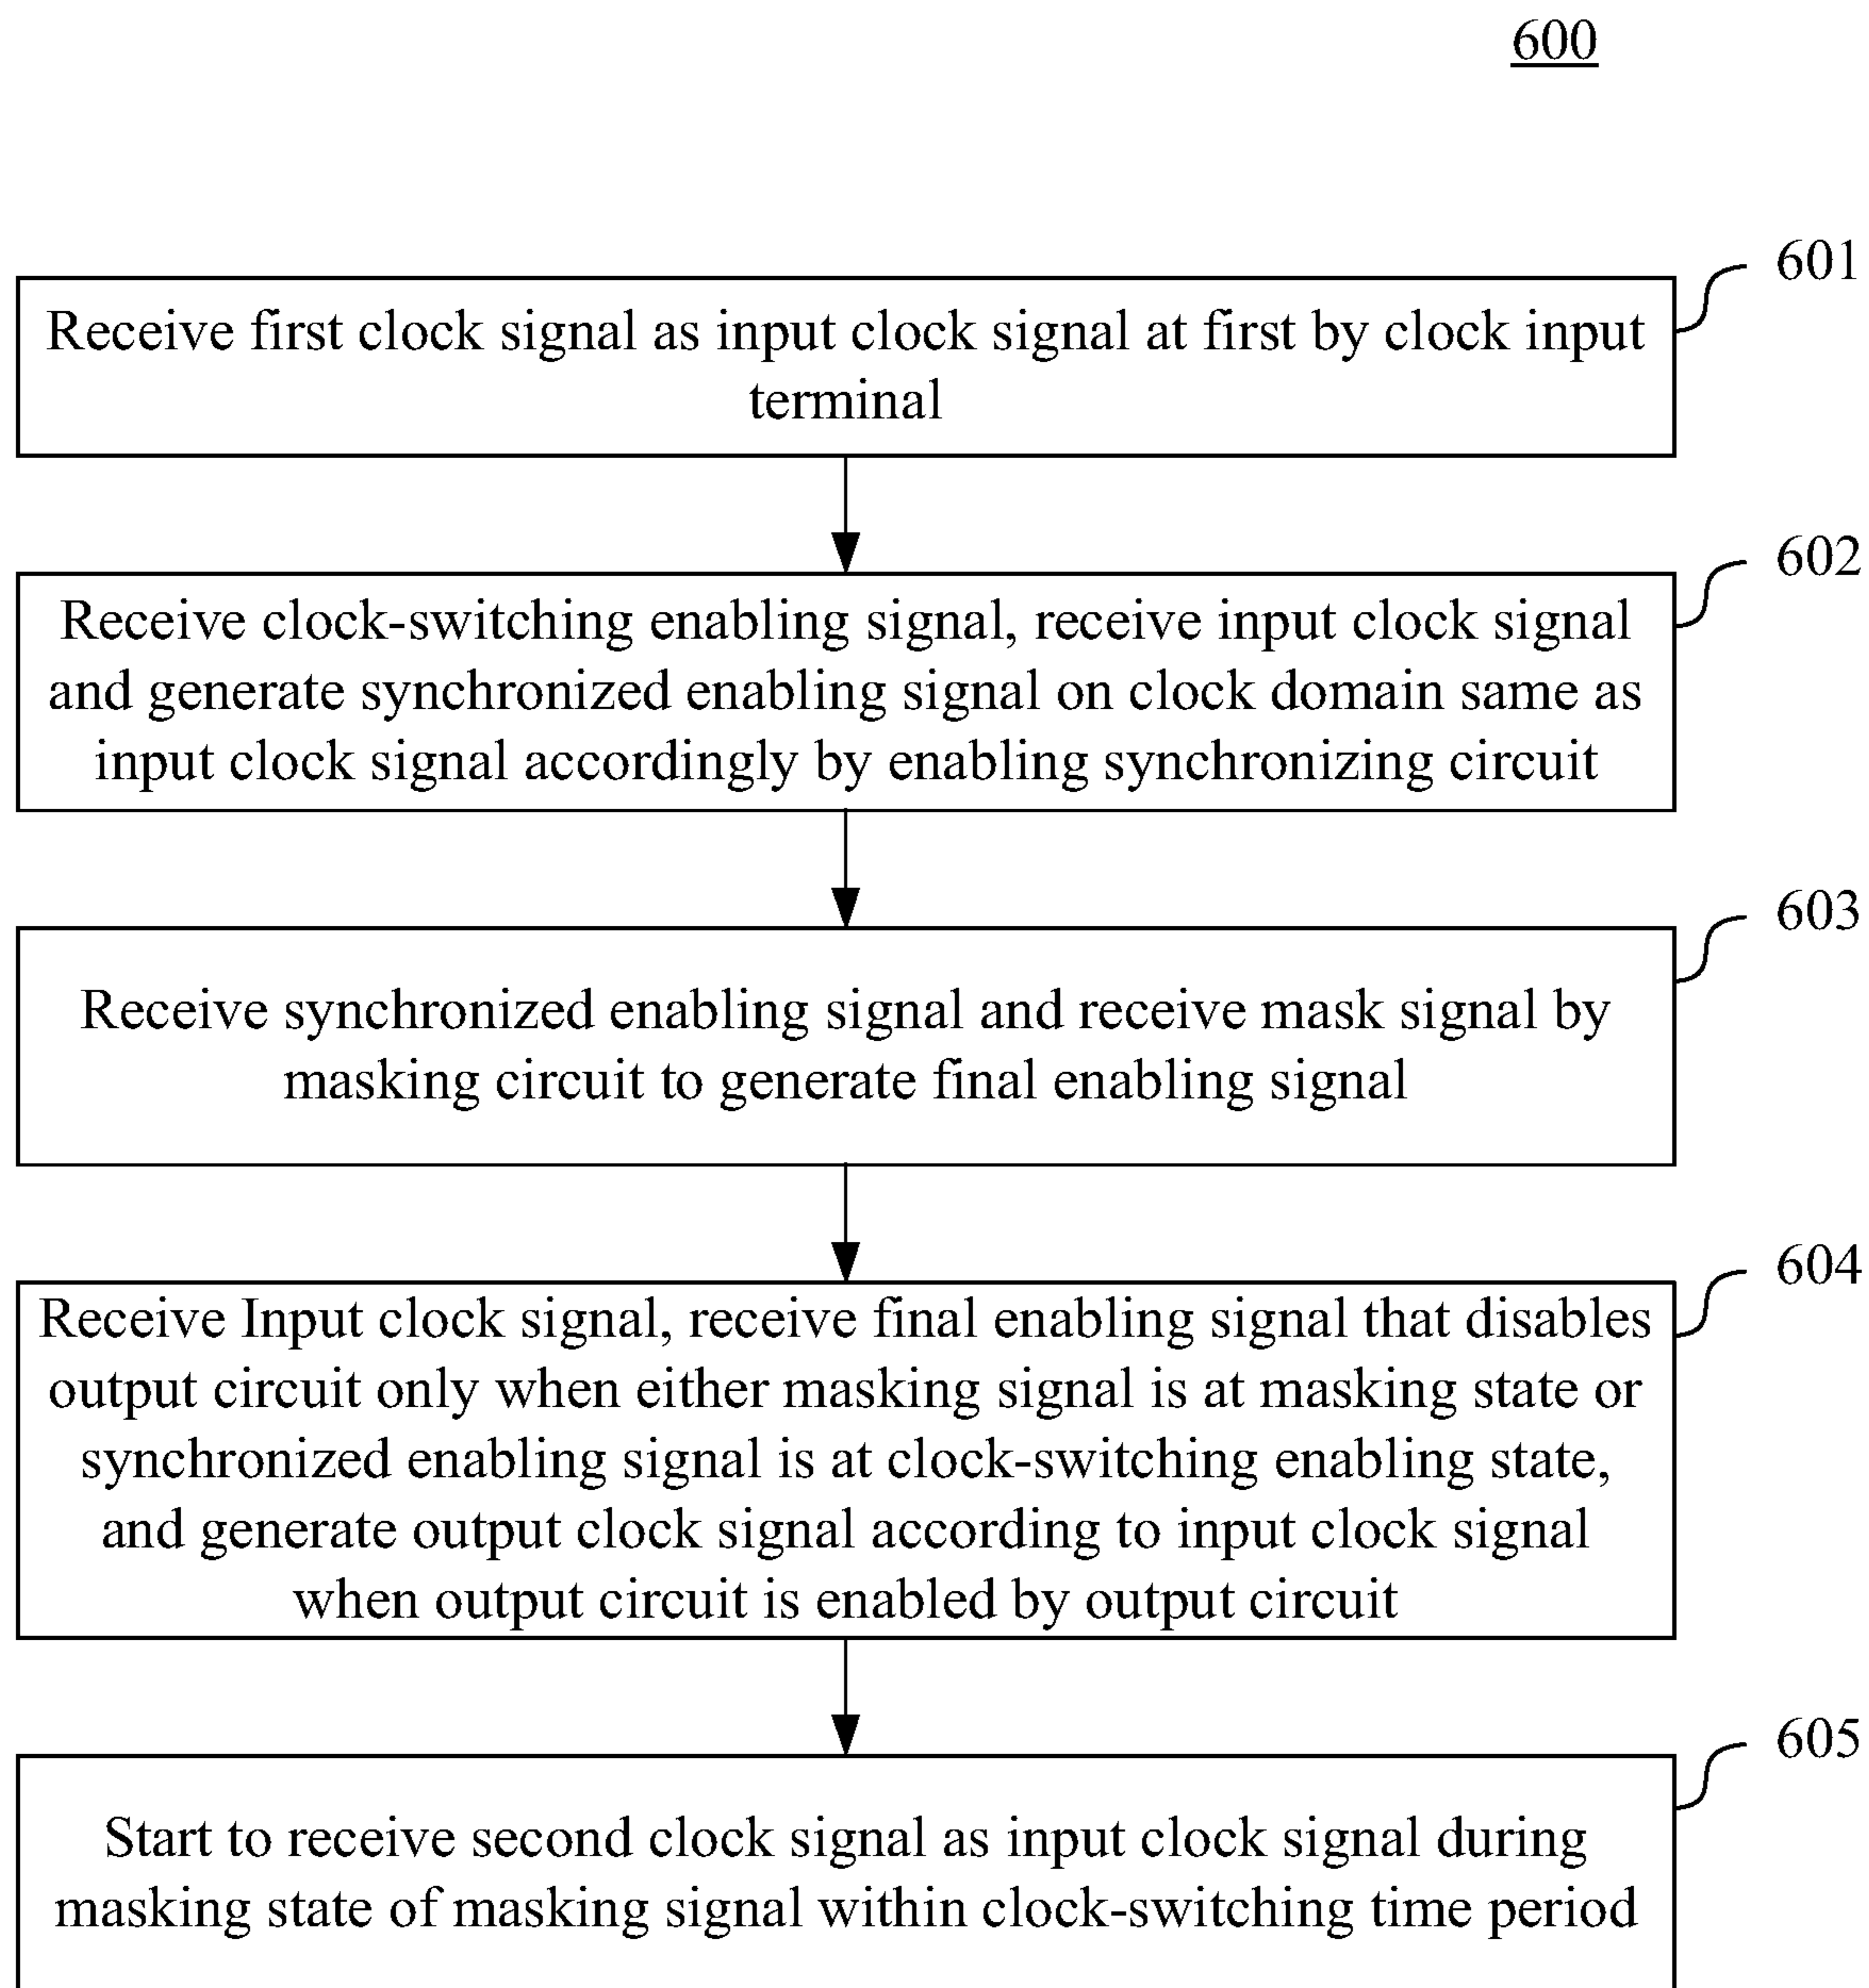 600
601
Receive first clock signal as input clock signal at first by clock input
terminal
602
Receive clock-switching enabling signal, receive input clock signal
and generate synchronized enabling signal on clock domain same as
input clock signal accordingly by enabling synchronizing circuit
603
Receive synchronized enabling signal and receive mask signal by
masking circuit to generate final enabling signal
604
Receive Input clock signal, receive final enabling signal that disables
output circuit only when either masking signal is at masking state or
synchronized enabling signal is at clock-switching enabling state,
and generate output clock signal according to input clock signal
when output circuit is enabled by output circuit
605
Start to receive second clock signal as input clock signal during
masking state of masking signal within clock-switching time period